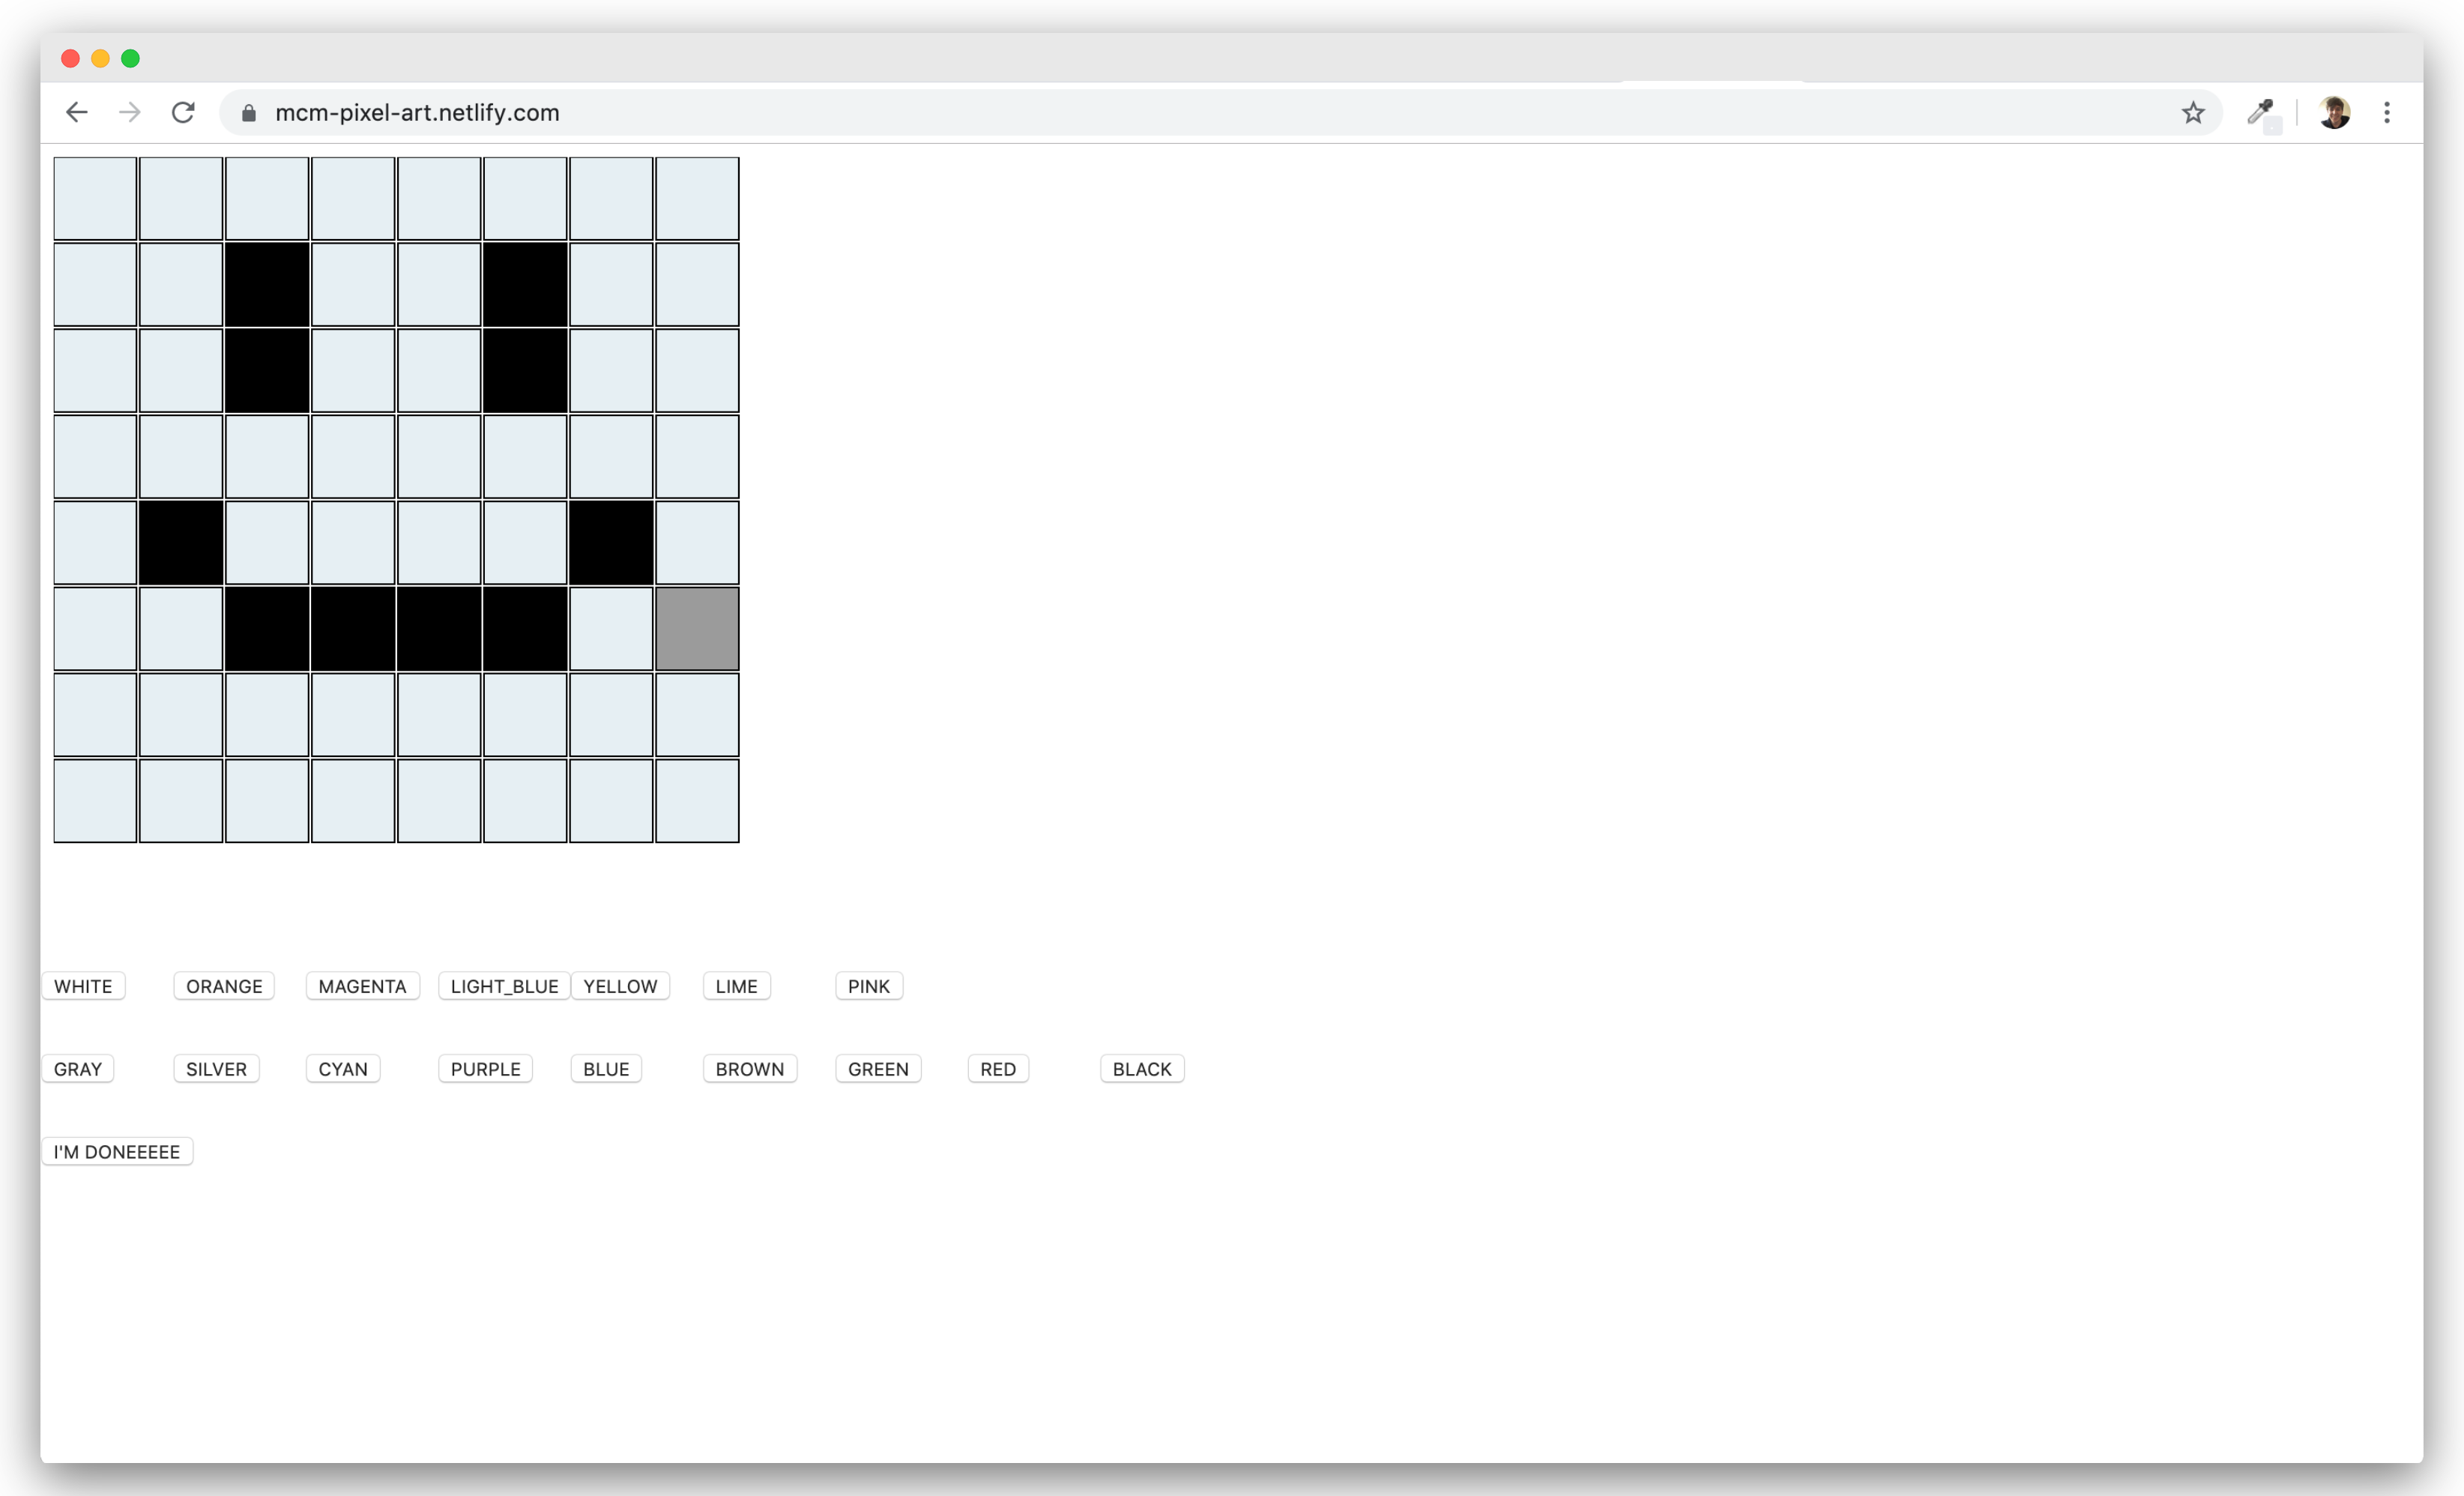 mcm-pixel-art.netlify.com
WHITE ORANGE MAGENTA LIGHT_BLUE YELLOW LIME PINK
GRAY SILVER CYAN PURPLE BLUE BROWN GREEN RED BLACK
I'M DONEEEEE